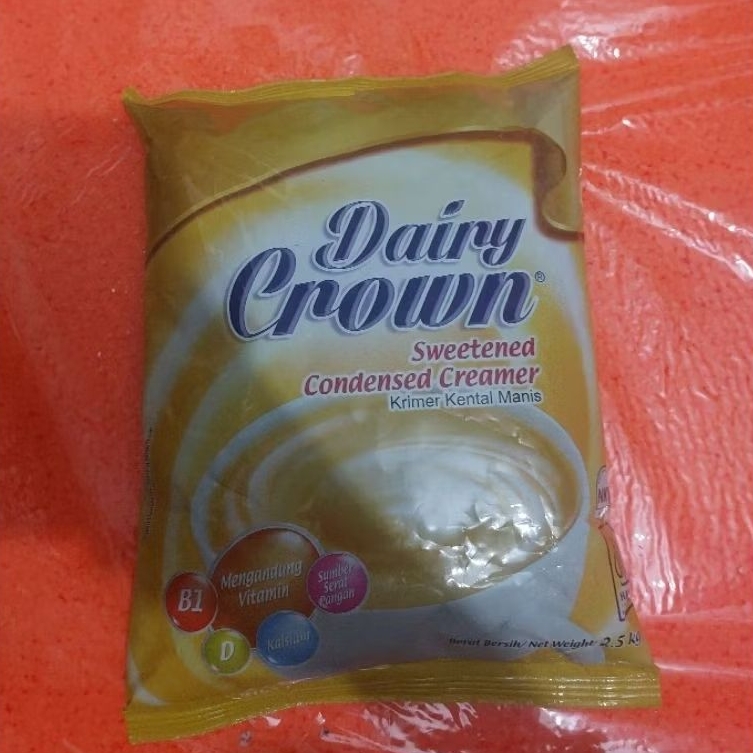 Dairy
Crown®
Sweetened
Condensed Creamer
Krimer Kental Manis
Mengandung
Vitamin
Sumber
Serat
Pangan
B1
D
Kalsium
Berat Bersih/Net Weight 2.5 kg